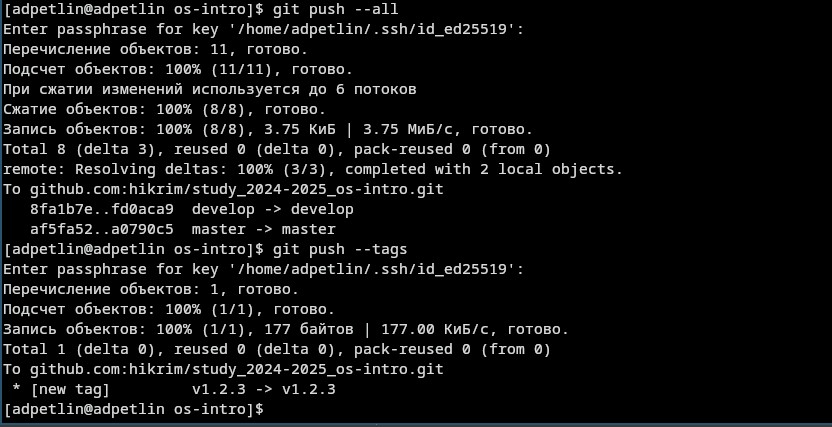 [adpetlin@adpetlin os-intro]$ git push --all
Enter passphrase for key '/home/adpetlin/.ssh/id_ed25519':
Перечисление объектов: 11, готово.
Подсчет объектов: 100% (11/11), готово.
При сжатии изменений используется до 6 потоков
Сжатие объектов: 100% (8/8), готово.
Запись объектов: 100% (8/8), 3.75 КиБ | 3.75 МиБ/с, готово.
Total 8 (delta 3), reused 0 (delta 0), pack-reused 0 (from 0)
remote: Resolving deltas: 100% (3/3), completed with 2 local objects.
To github.com:hikrim/study_2024-2025_os-intro.git
   8fa1b7e..fd0aca9  develop -> develop
   af5fa52..a0790c5  master -> master
[adpetlin@adpetlin os-intro]$ git push --tags
Enter passphrase for key '/home/adpetlin/.ssh/id_ed25519':
Перечисление объектов: 1, готово.
Подсчет объектов: 100% (1/1), готово.
Запись объектов: 100% (1/1), 177 байтов | 177.00 КиБ/с, готово.
Total 1 (delta 0), reused 0 (delta 0), pack-reused 0 (from 0)
To github.com:hikrim/study_2024-2025_os-intro.git
 * [new tag]         v1.2.3 -> v1.2.3
[adpetlin@adpetlin os-intro]$